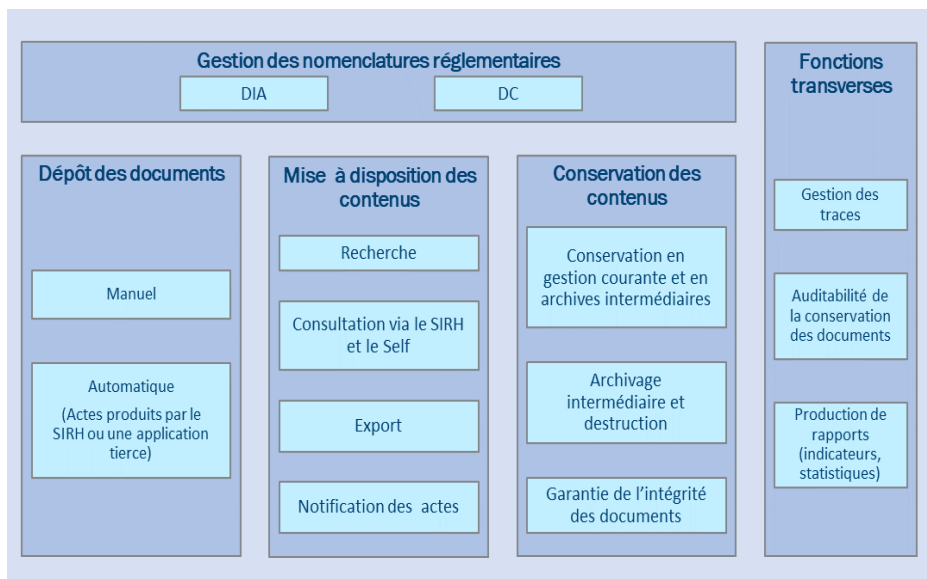 Gestion des nomenclatures réglementaires
DIA
DC
Dépôt des documents
Manuel
Automatique
(Actes produits par le
SIRH ou une application
tierce)
Mise à disposition des
contenus
Recherche
Consultation via le SIRH
et le Self
Export
Notification des actes
Conservation des
contenus
Conservation en
gestion courante et en
archives intermédiaires
Archivage
intermédiaire et
destruction
Garantie de l'intégrité
des documents
Fonctions
transverses
Gestion des
traces
Auditabilité de
la conservation
des documents
Production de
rapports
(indicateurs,
statistiques)